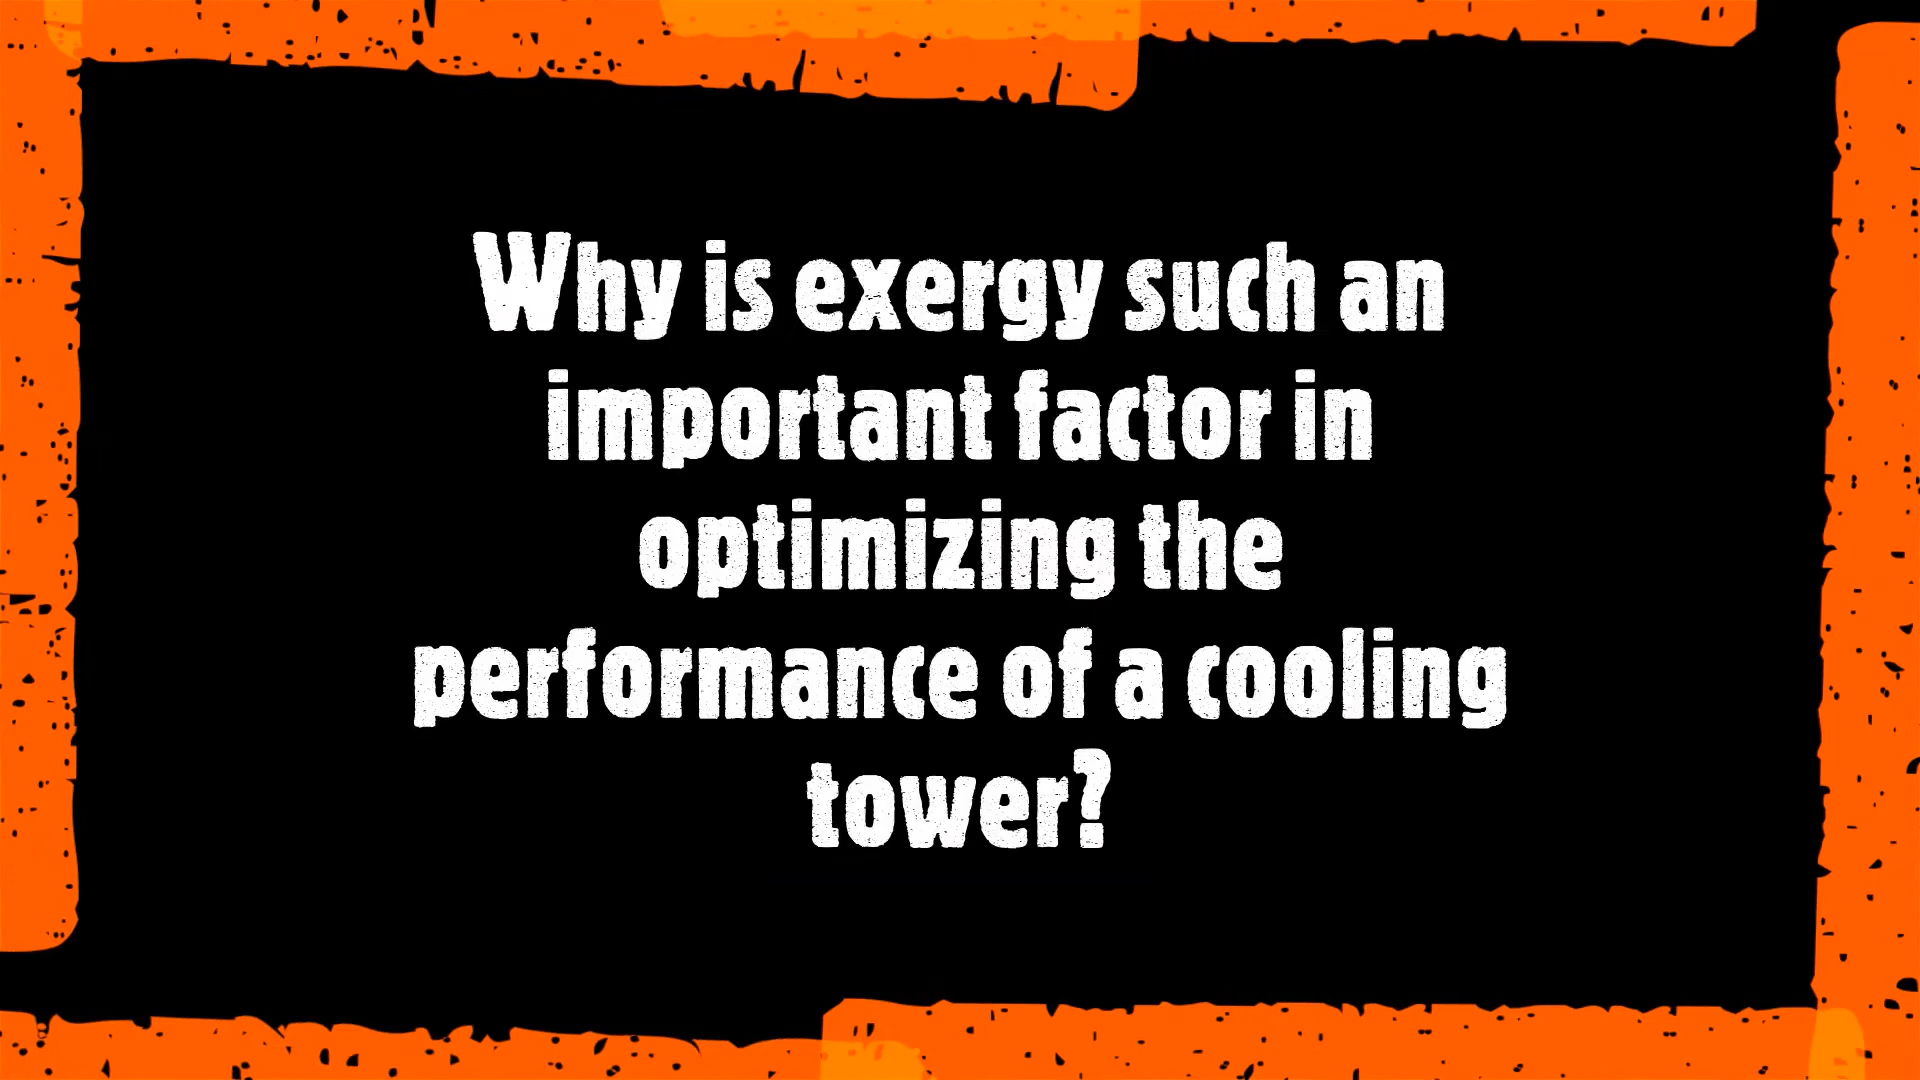 Why is exergy such an
important factor in
optimizing the
performance of a cooling
tower?